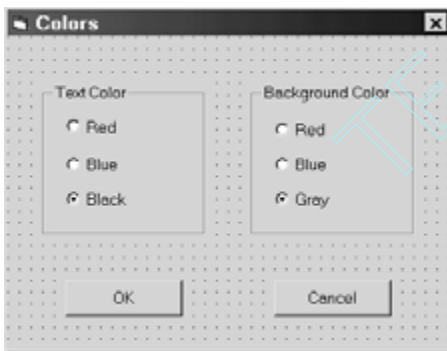 Colors
Text Color
Red
Blue
Black
Background Color
Red
Blue
Gray
OK
Cancel